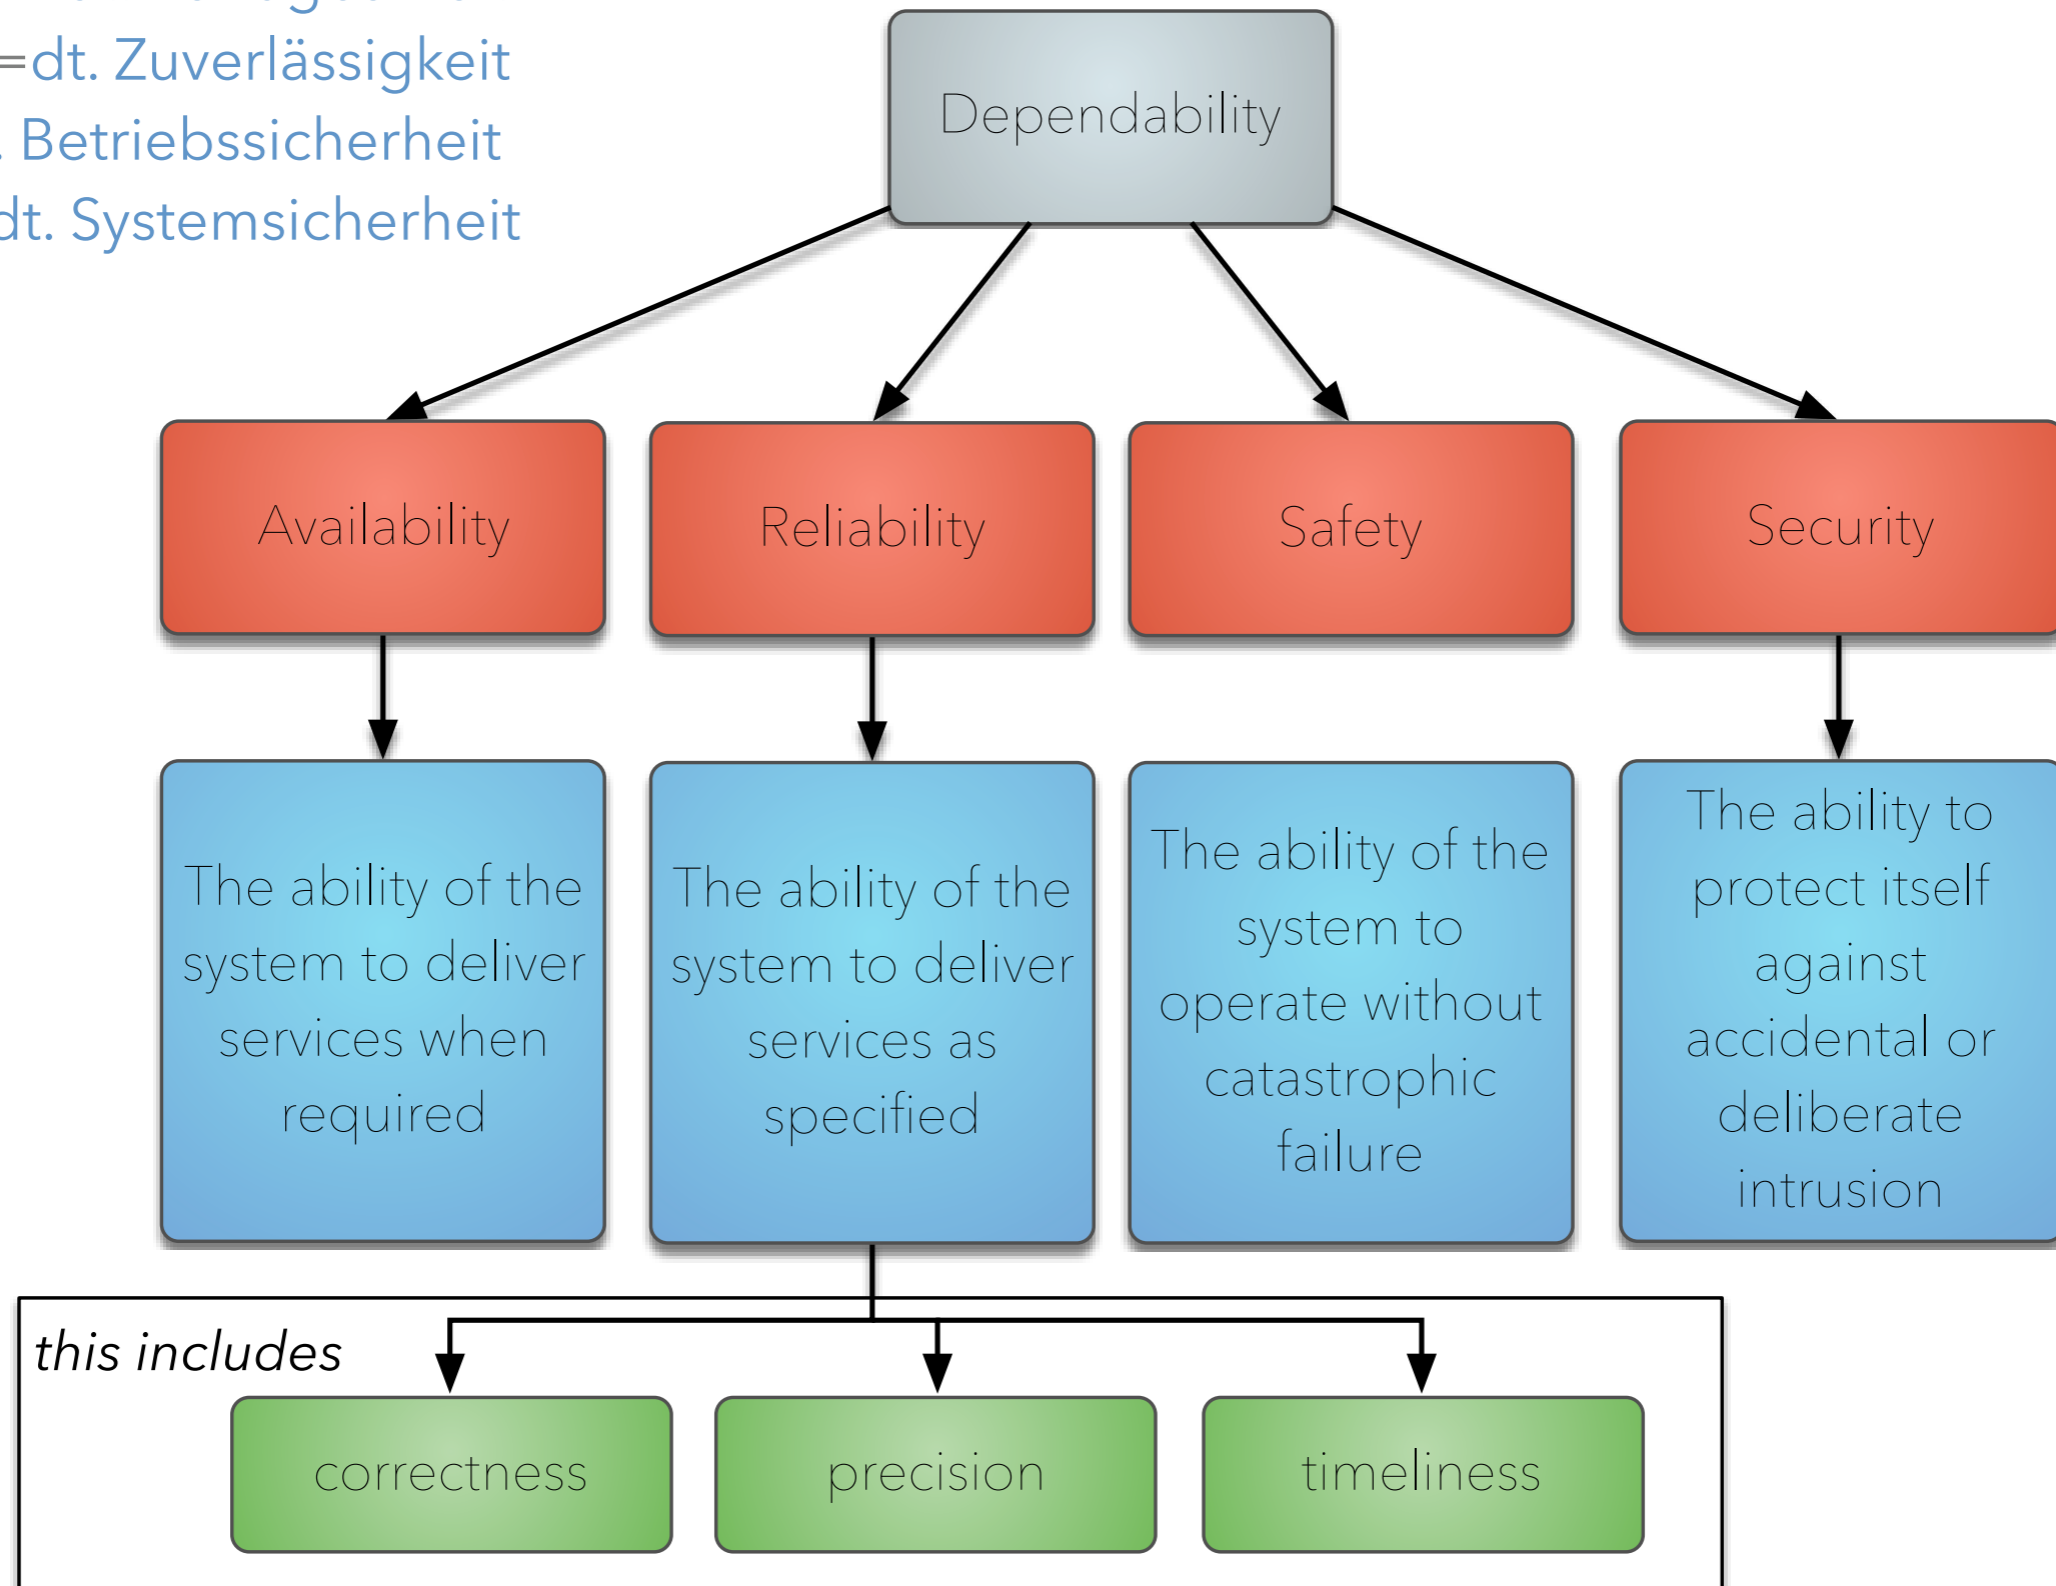 =dt. Zuverlässigkeit
. Betriebssicherheit
dt. Systemsicherheit
Dependability
Availability
Reliability
Safety
Security
The ability of the
system to deliver
services when
required
The ability of the
system to deliver
services as
specified
The ability of the
system to
operate without
catastrophic
failure
The ability to
protect itself
against
accidental or
deliberate
intrusion
this includes
correctness
precision
timeliness